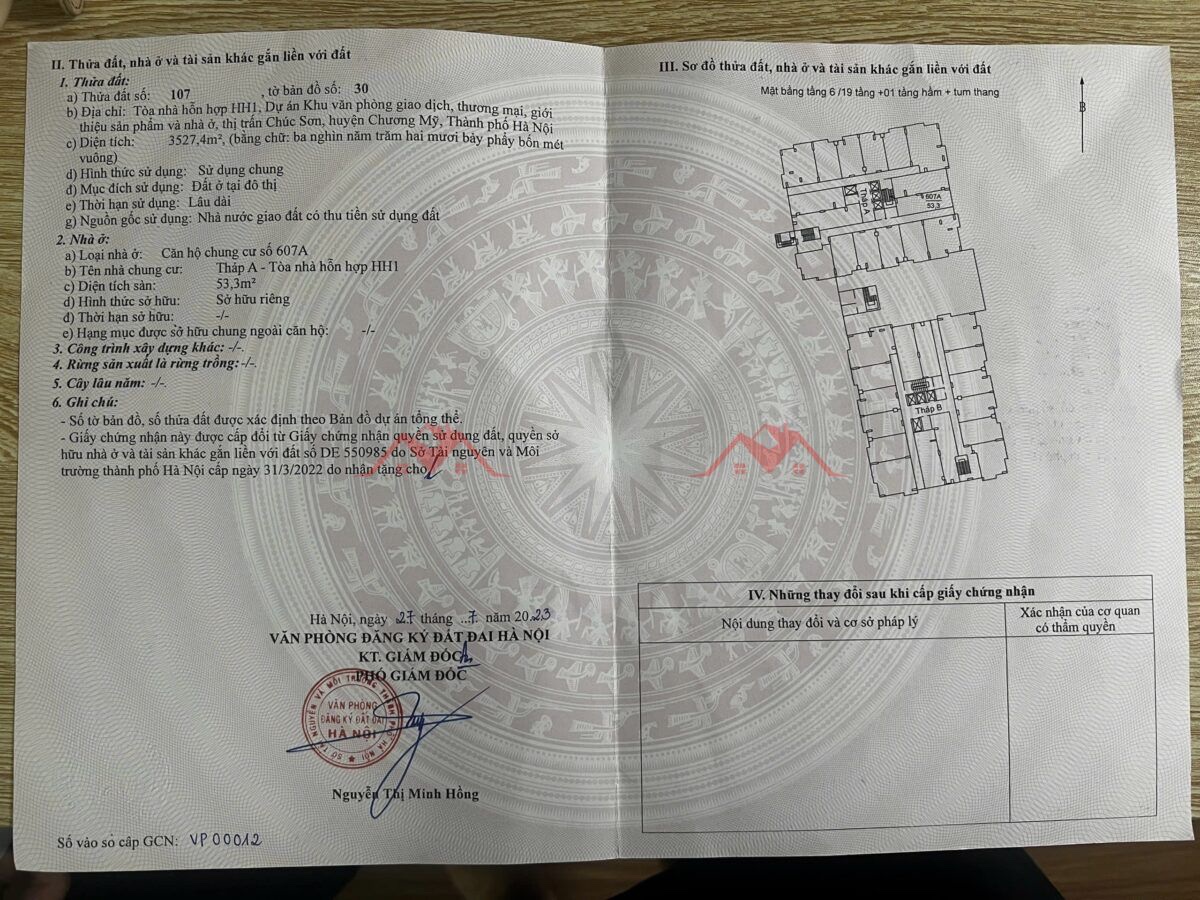 II. Thửa đất, nhà ở và tài sản khác gắn liền với đất
1. Thửa đất:
a) Thửa đất số: 107 , tờ bản đồ số: 30
b) Địa chỉ: Tòa nhà hỗn hợp HH1, Dự án Khu văn phòng giao dịch, thương mại, giới
thiệu sản phẩm và nhà ở, thị trấn Chúc Sơn, huyện Chương Mỹ, Thành phố Hà Nội
c) Diện tích: 3527,4m², (bằng chữ: ba nghìn năm trăm hai mươi bảy phẩy bốn mét
vuông)
d) Hình thức sử dụng: Sử dụng chung
đ) Mục đích sử dụng: Đất ở tại đô thị
e) Thời hạn sử dụng: Lâu dài
g) Nguồn gốc sử dụng: Nhà nước giao đất có thu tiền sử dụng đất
2. Nhà ở:
a) Loại nhà ở: Căn hộ chung cư số 607A
b) Tên nhà chung cư: Tháp A - Tòa nhà hỗn hợp HH1
c) Diện tích sàn: 53,3m²
d) Hình thức sở hữu: Sở hữu riêng
đ) Thời hạn sở hữu: -/-
e) Hạng mục được sở hữu chung ngoài căn hộ: -/-
3. Công trình xây dựng khác: -/-.
4. Rừng sản xuất là rừng trồng: -/-.
5. Cây lâu năm: -/-.
6. Ghi chú:
- Số tờ bản đồ, số thửa đất được xác định theo Bản đồ dự án tổng thể.
- Giấy chứng nhận này được cấp đổi từ Giấy chứng nhận quyền sử dụng đất, quyền sở
hữu nhà ở và tài sản khác gắn liền với đất số DE 550985 do Sở Tài nguyên và Môi
trường thành phố Hà Nội cấp ngày 31/3/2022 do nhận tặng cho
Hà Nội, ngày 27 tháng ..7. năm 2023
VĂN PHÒNG ĐĂNG KÝ ĐẤT ĐAI HÀ NỘI
KT. GIÁM ĐỐC
PHÓ GIÁM ĐỐC
SỞ TÀI NGUYÊN VÀ MÔI TRƯỜNG THÀNH PHỐ HÀ NỘI
VĂN PHÒNG
ĐĂNG KÝ ĐẤT ĐAI
HÀ NỘI
Nguyễn Thị Minh Hồng
Số vào sổ cấp GCN: VP00012
III. Sơ đồ thửa đất, nhà ở và tài sản khác gắn liền với đất
Mặt bằng tầng 6 /19 tầng +01 tầng hầm + tum thang
B
Tháp A
607A
53,3
Tháp B
IV. Những thay đổi sau khi cấp giấy chứng nhận
Nội dung thay đổi và cơ sở pháp lý
Xác nhận của cơ quan
có thẩm quyền